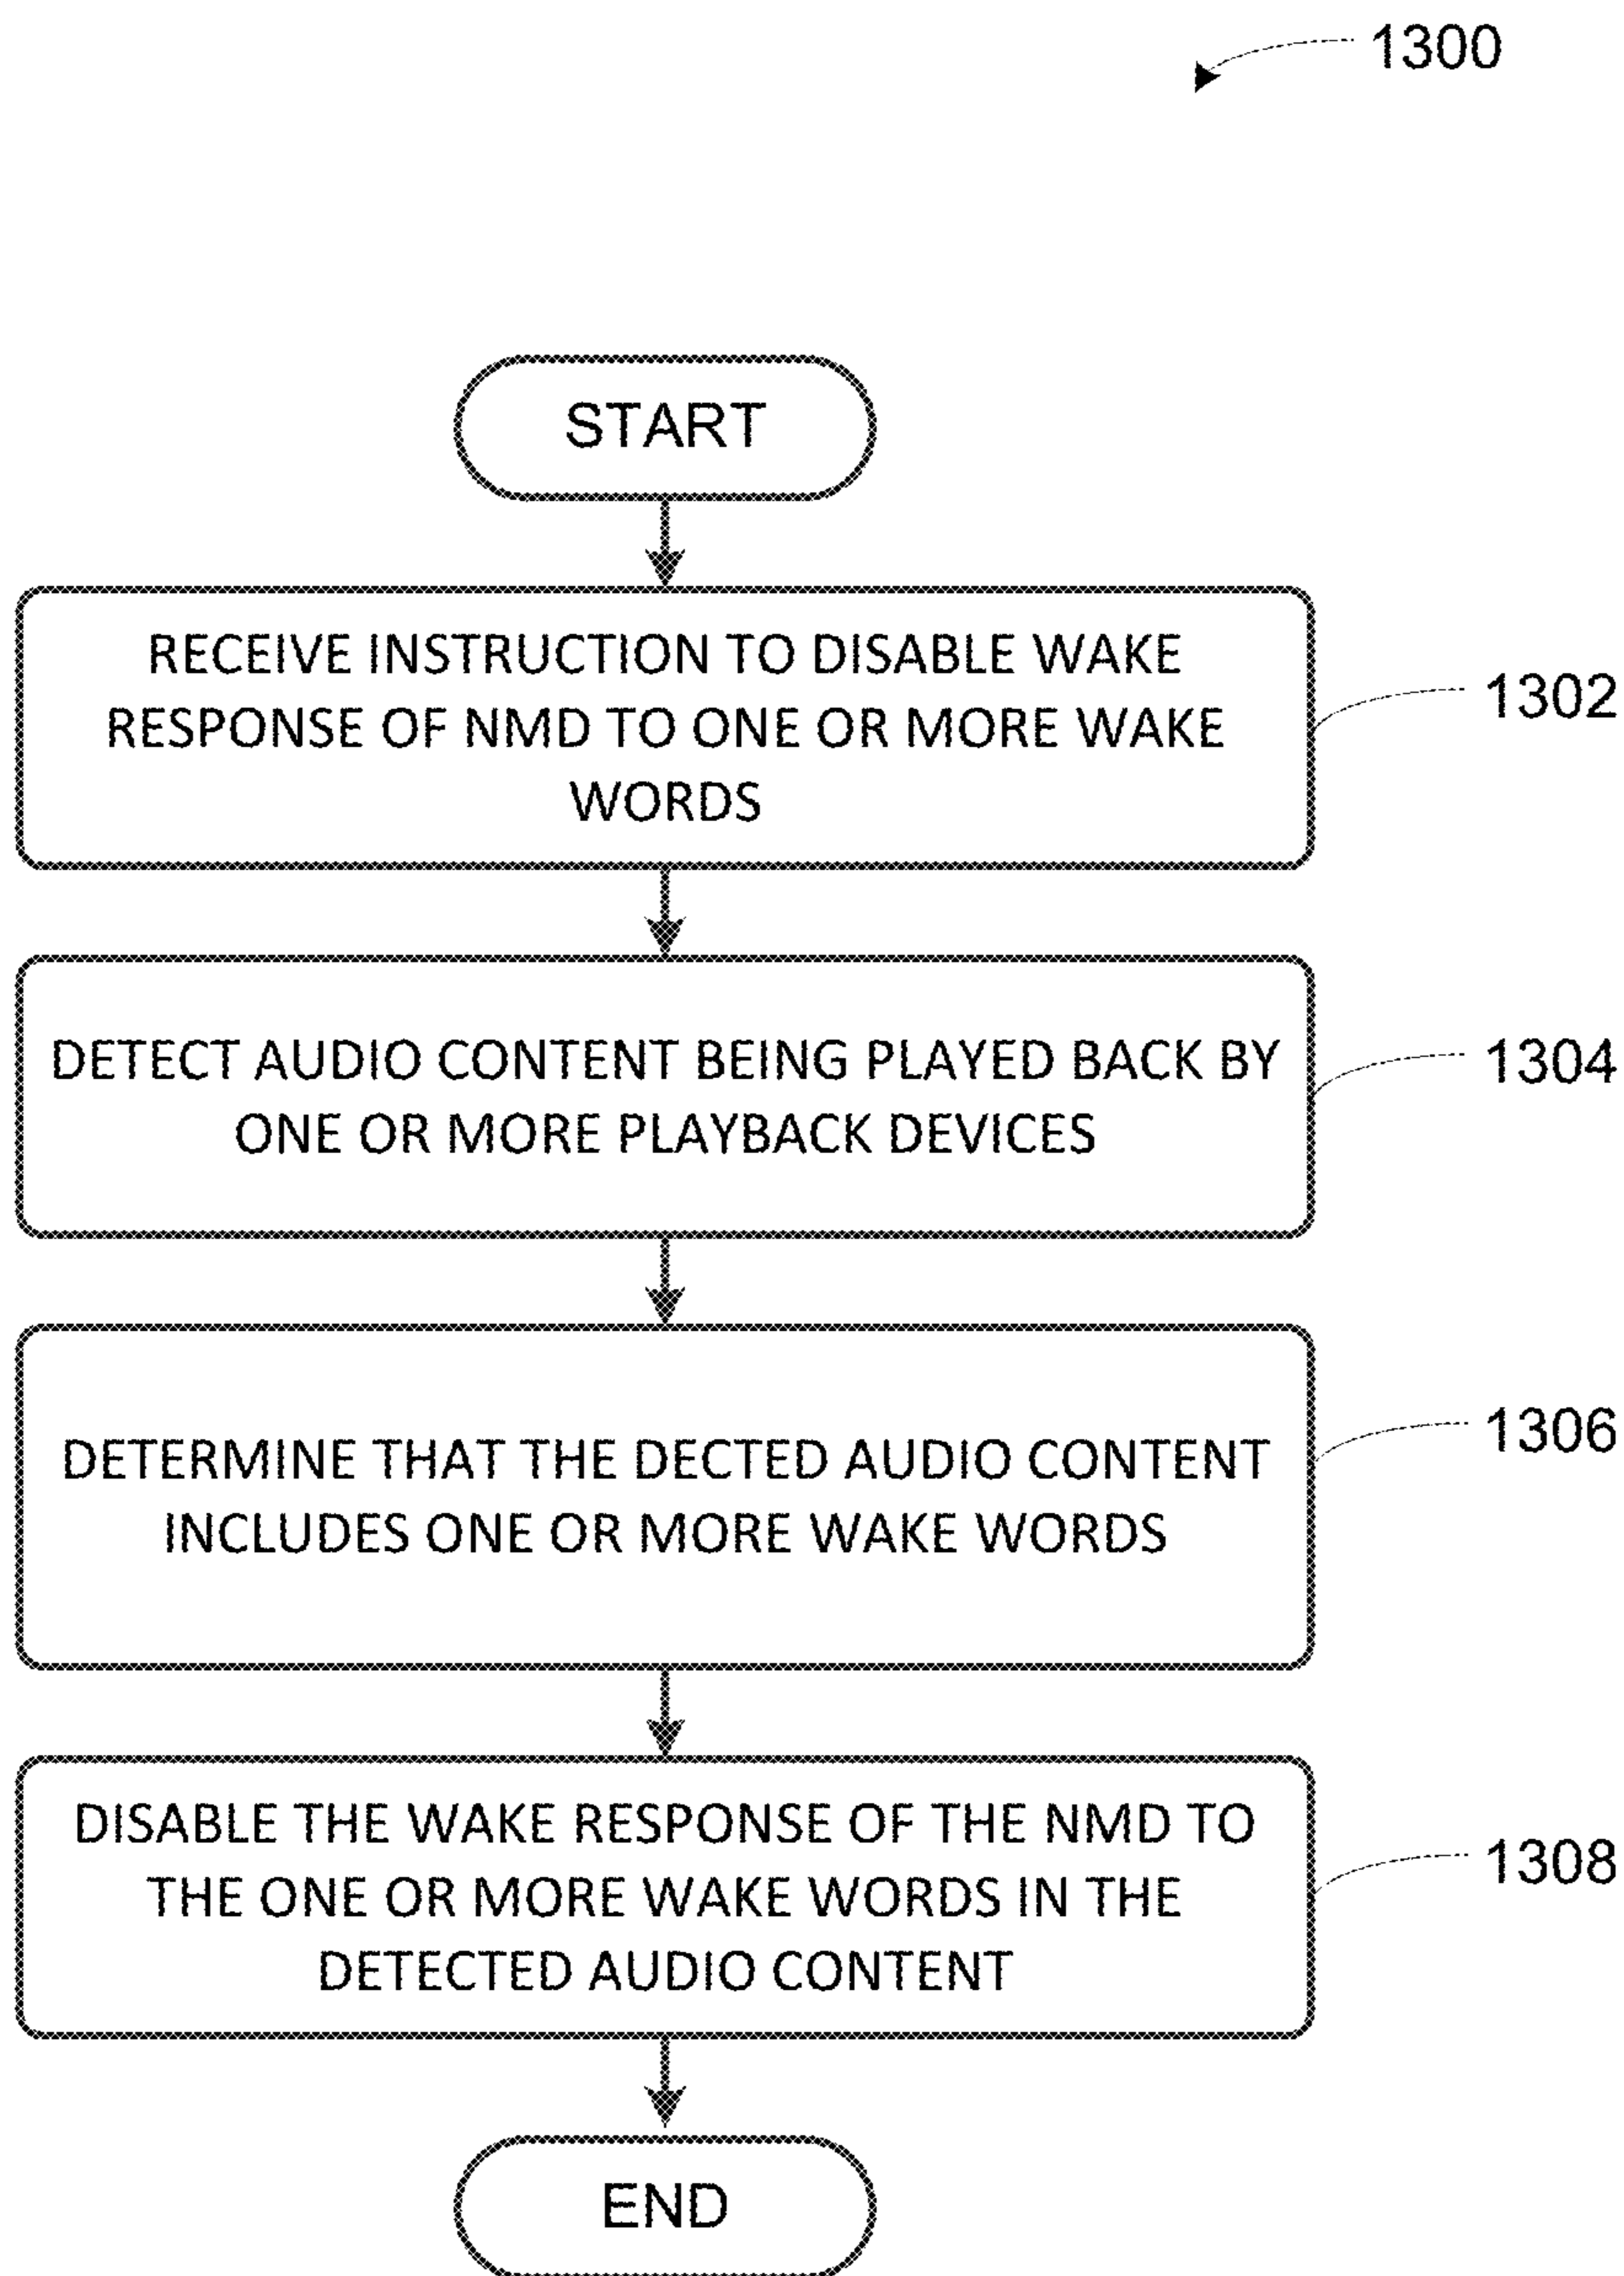 1300
START
RECEIVE INSTRUCTION TO DISABLE WAKE
RESPONSE OF NMD TO ONE OR MORE WAKE
WORDS
1302
DETECT AUDIO CONTENT BEING PLAYED BACK BY
ONE OR MORE PLAYBACK DEVICES
1304
DETERMINE THAT THE DECTED AUDIO CONTENT
INCLUDES ONE OR MORE WAKE WORDS
1306
DISABLE THE WAKE RESPONSE OF THE NMD TO
THE ONE OR MORE WAKE WORDS IN THE
DETECTED AUDIO CONTENT
1308
END